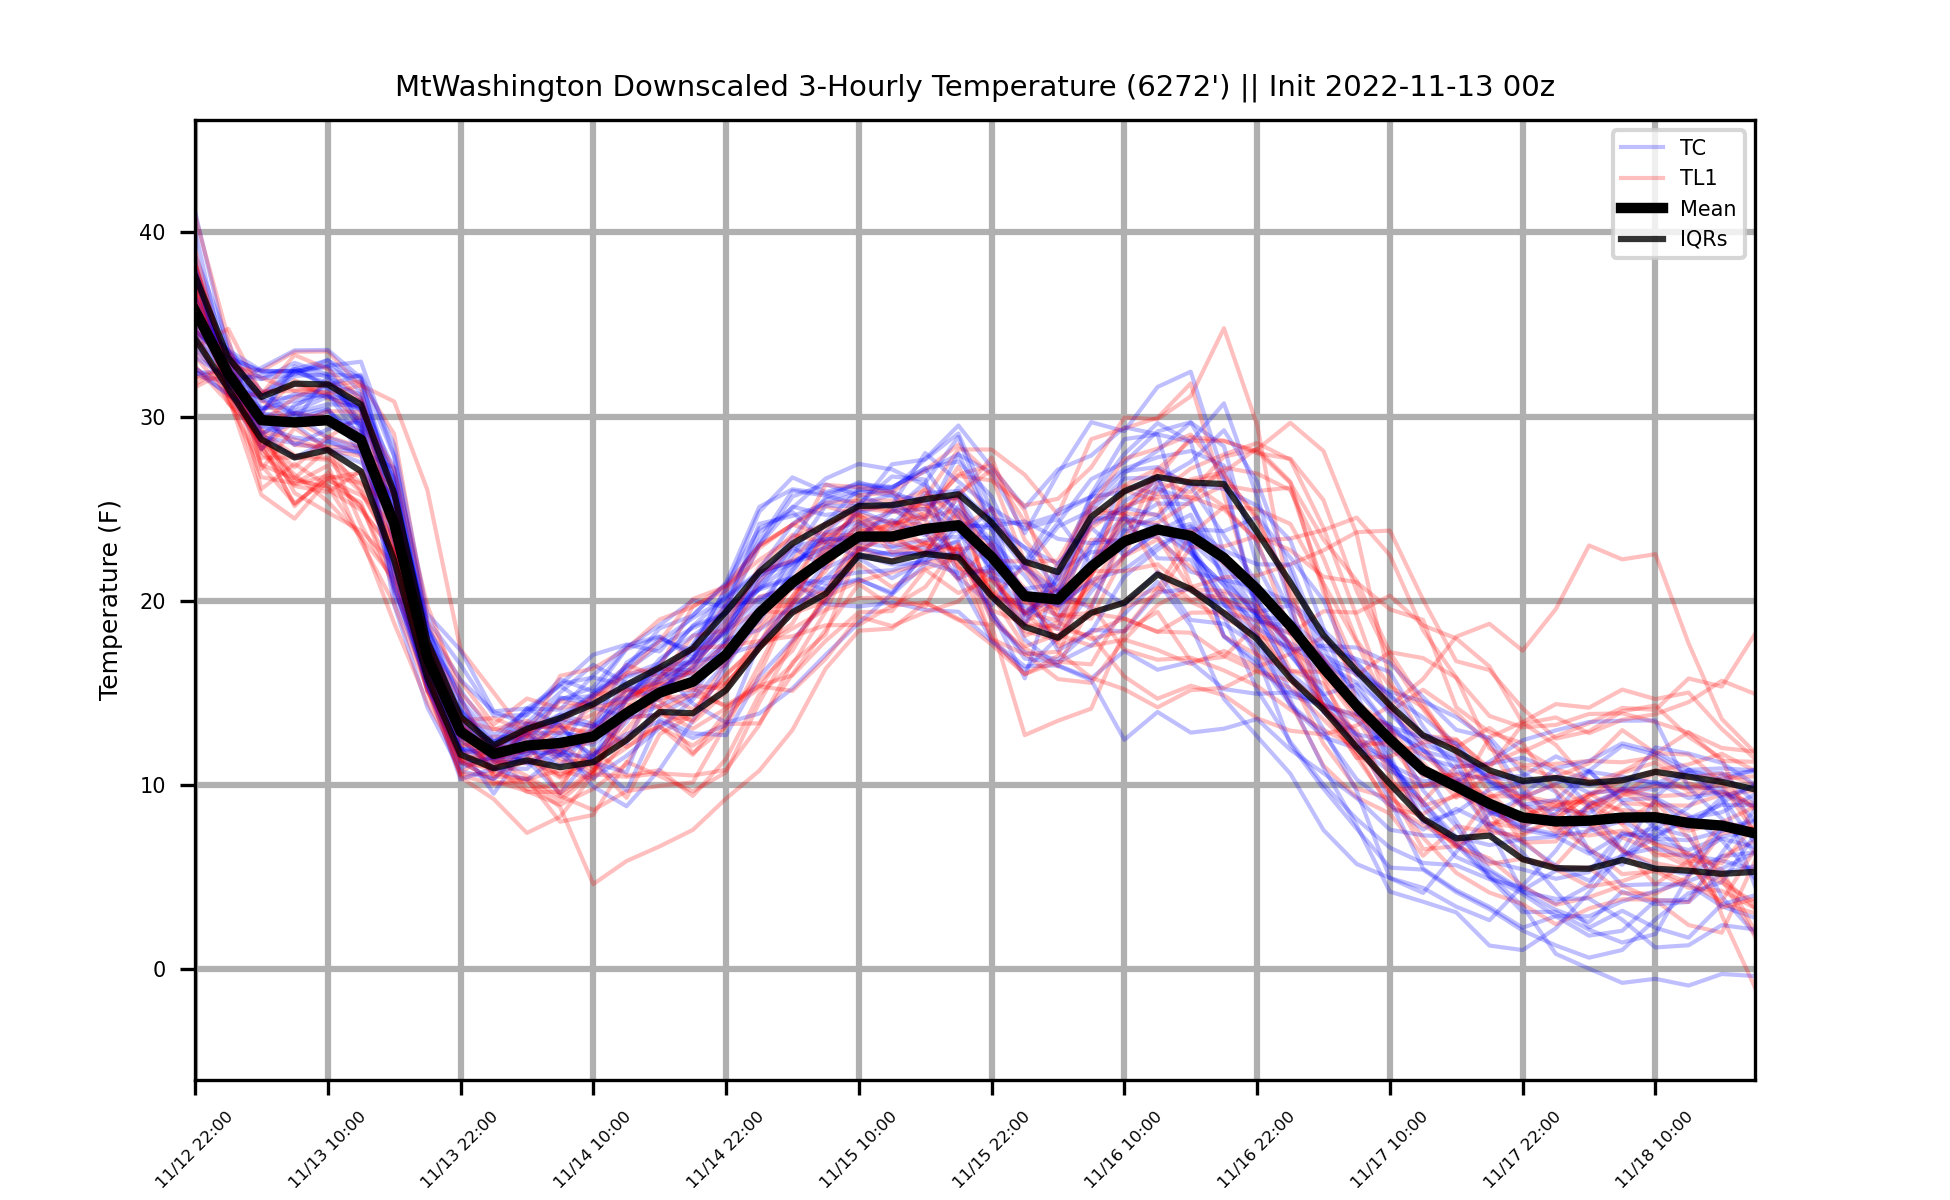 MtWashington Downscaled 3-Hourly Temperature (6272') || Init 2022-11-13 00z
TC
TL1
Mean
IQRs
Temperature (F)
40
30
20
10
0
11/12 22:00
11/13 10:00
11/13 22:00
11/14 10:00
11/14 22:00
11/15 10:00
11/15 22:00
11/16 10:00
11/16 22:00
11/17 10:00
11/17 22:00
11/18 10:00